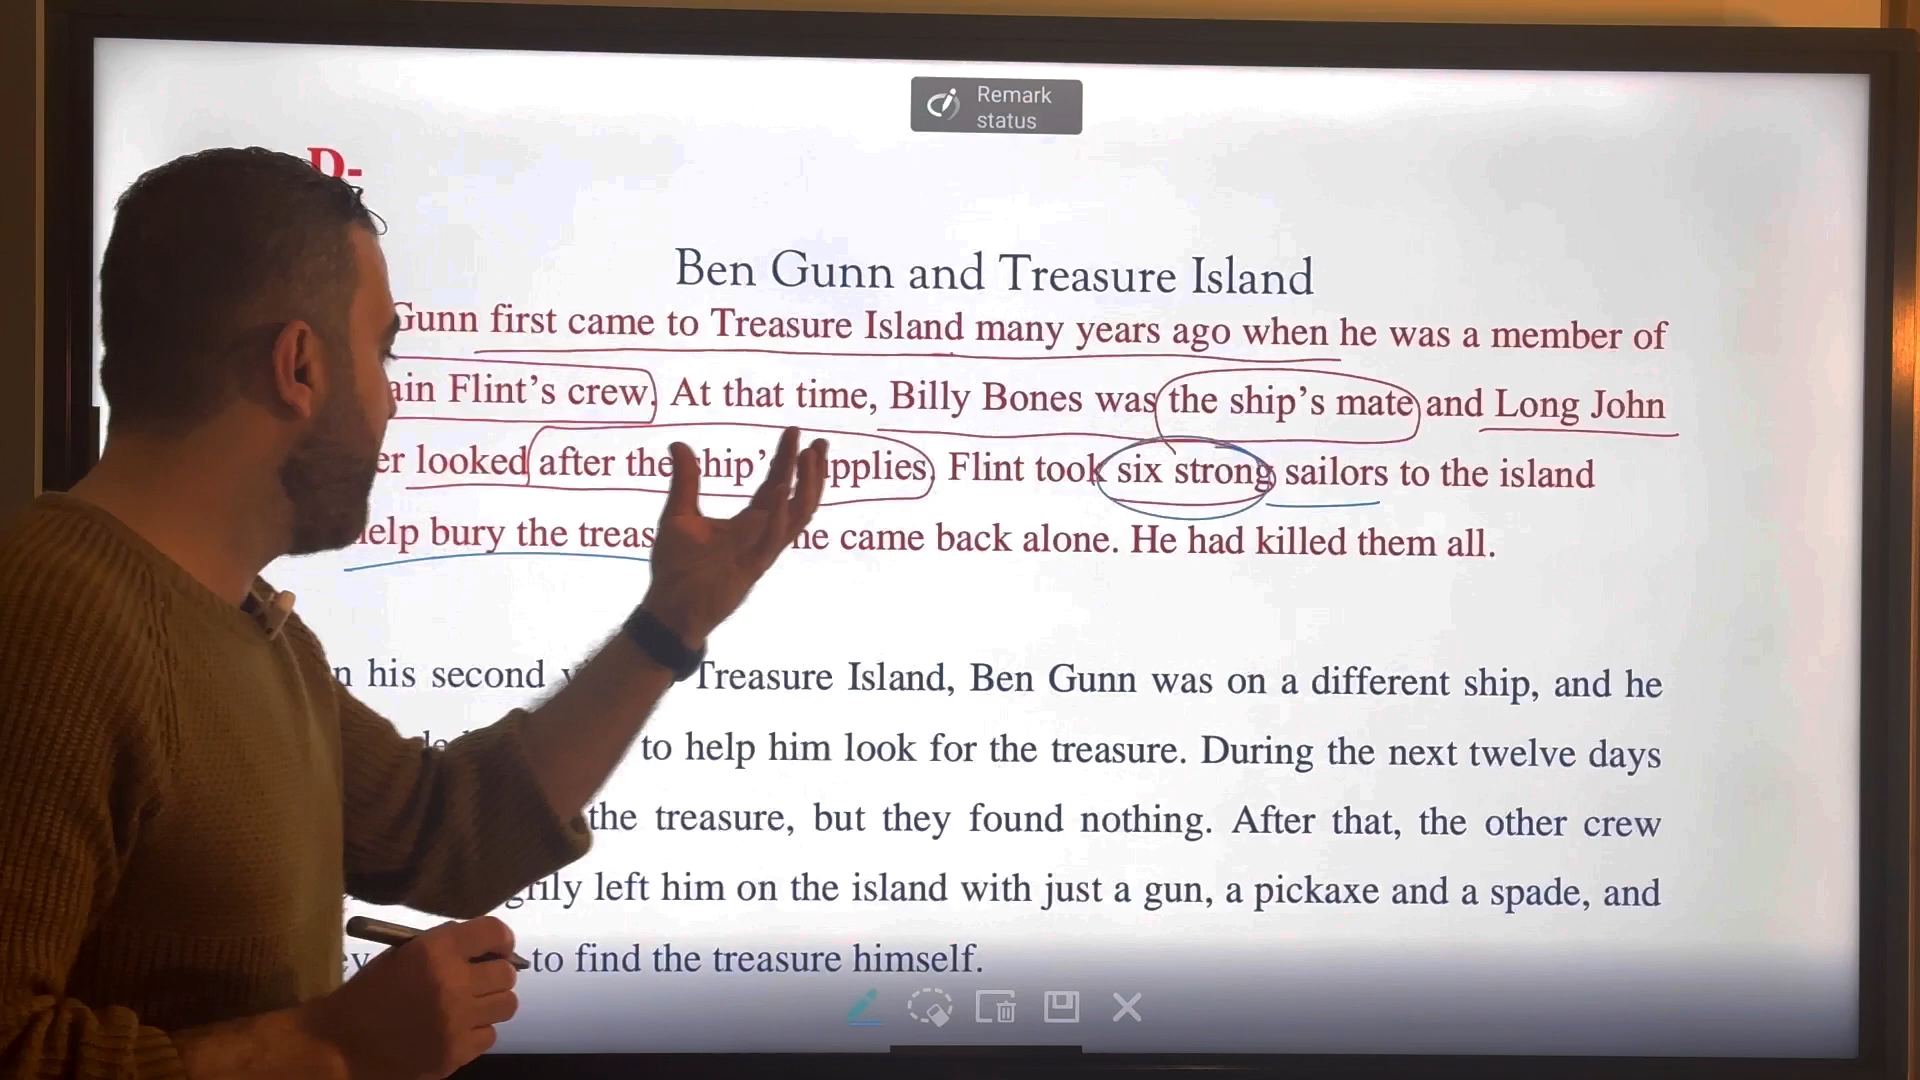 Remark
status
D-
Ben Gunn and Treasure Island
Gunn first came to Treasure Island many years ago when he was a member of
ain Flint's crew. At that time, Billy Bones was the ship's mate and Long John
er looked after the ship' upplies. Flint took six strong sailors to the island
elp bury the treas he came back alone. He had killed them all.
n his second Treasure Island, Ben Gunn was on a different ship, and he
to help him look for the treasure. During the next twelve days
the treasure, but they found nothing. After that, the other crew
grily left him on the island with just a gun, a pickaxe and a spade, and
to find the treasure himself.